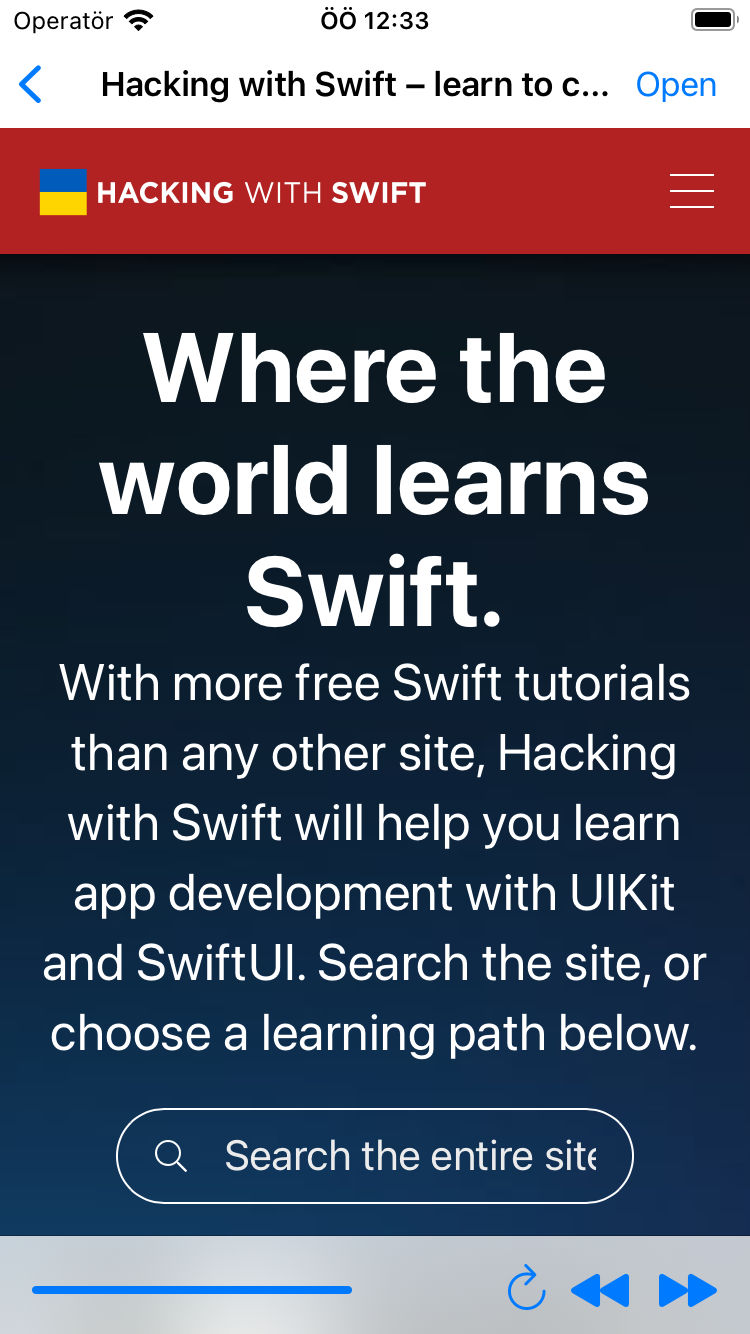 Operatör ÖÖ 12:33
Hacking with Swift – learn to c... Open
HACKING WITH SWIFT
Where the
world learns
Swift.
With more free Swift tutorials
than any other site, Hacking
with Swift will help you learn
app development with UIKit
and SwiftUI. Search the site, or
choose a learning path below.
Search the entire site